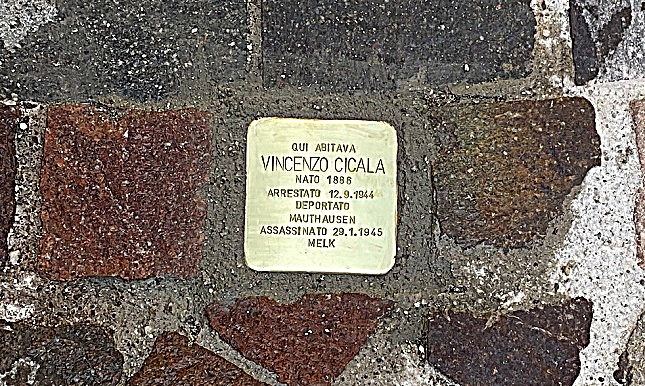 QUI ABITAVA
VINCENZO CICALA
NATO 1886
ARRESTATO 12.9.1944
DEPORTATO
MAUTHAUSEN
ASSASSINATO 29.1.1945
MELK